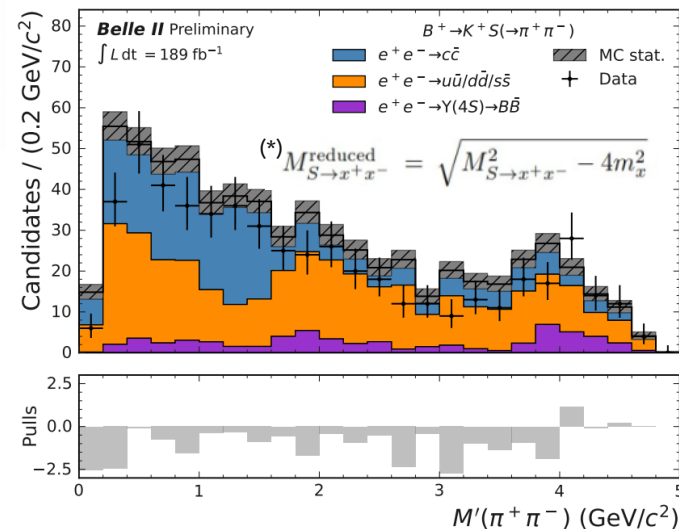 Belle II Preliminary
∫ L dt = 189 fb⁻¹
B⁺→K⁺S(→π⁺π⁻)
e⁺e⁻→cc̄
e⁺e⁻→uū/dd̄/ss̄
e⁺e⁻→Υ(4S)→BB̄
MC stat.
Data
(*) M^{reduced}_{S→x⁺x⁻} = √(M²_{S→x⁺x⁻} − 4m²_x)
Candidates / (0.2 GeV/c²)
80
70
60
50
40
30
20
10
0
Pulls
2.5
0.0
−2.5
0 1 2 3 4 5
M′(π⁺π⁻) (GeV/c²)